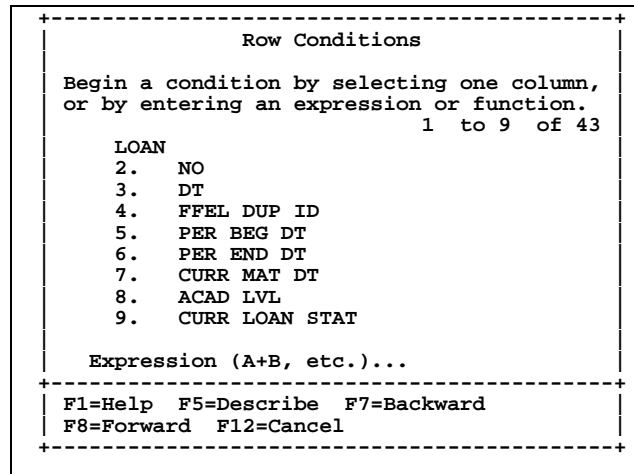 +--------------------------------------------+
| Row Conditions |
Begin a condition by selecting one column,
or by entering an expression or function.
1 to 9 of 43
LOAN
2. NO
3. DT
4. FFEL DUP ID
5. PER BEG DT
6. PER END DT
7. CURR MAT DT
8. ACAD LVL
9. CURR LOAN STAT
Expression (A+B, etc.)...
+--------------------------------------------+
| F1=Help F5=Describe F7=Backward |
| F8=Forward F12=Cancel |
+--------------------------------------------+